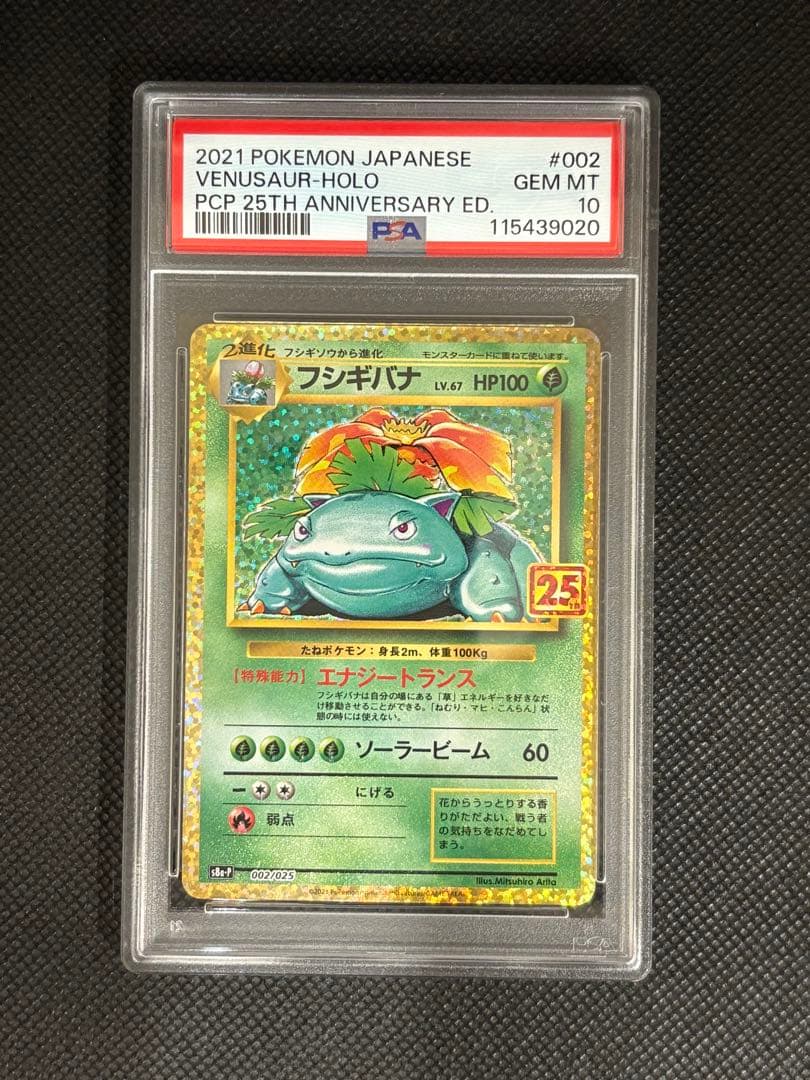 2021 POKEMON JAPANESE #002
VENUSAUR-HOLO GEM MT
PCP 25TH ANNIVERSARY ED. 10
PSA 115439020
2進化 フシギソウから進化 モンスターカードに重ねて使います。
フシギバナ LV.67 HP100
25th
たねポケモン：身長2m、体重100Kg
【特殊能力】エナジートランス
フシギバナは自分の場にある「草」エネルギーを好きなだ
け移動させることができる。「ねむり・マヒ・こんらん」状
態の時には使えない。
ソーラービーム 60
にげる
弱点
花からうっとりする香
りがただよい、戦う者
の気持ちをなだめてし
まう。
s8a-P 002/025 Illus.Mitsuhiro Arita